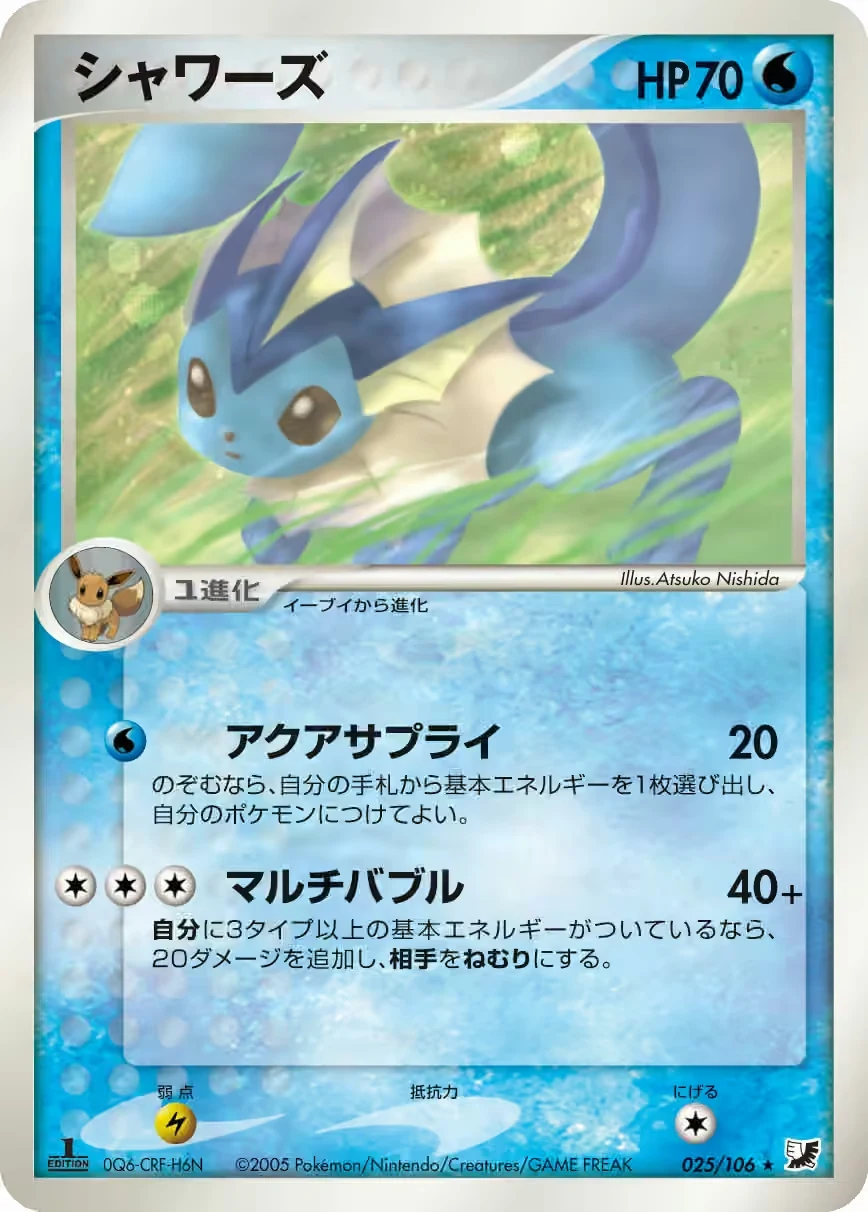 シャワーズ
HP70
Illus.Atsuko Nishida
1進化
イーブイから進化
アクアサプライ 20
のぞむなら、自分の手札から基本エネルギーを1枚選び出し、
自分のポケモンにつけてよい。
マルチバブル 40+
自分に3タイプ以上の基本エネルギーがついているなら、
20ダメージを追加し、相手をねむりにする。
弱点 抵抗力 にげる
1
EDITION
0Q6-CRF-H6N ©2005 Pokémon/Nintendo/Creatures/GAME FREAK 025/106 ★